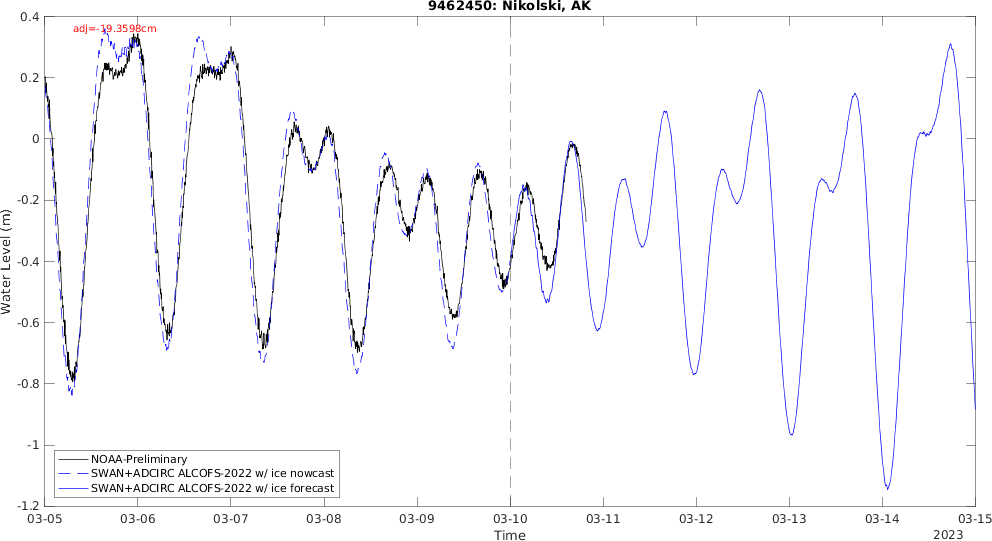 9462450: Nikolski, AK
adj=-19.3598cm
Water Level (m)
0.4
0.2
0
-0.2
-0.4
-0.6
-0.8
-1
-1.2
NOAA-Preliminary
SWAN+ADCIRC ALCOFS-2022 w/ ice nowcast
SWAN+ADCIRC ALCOFS-2022 w/ ice forecast
03-05 03-06 03-07 03-08 03-09 03-10 03-11 03-12 03-13 03-14 03-15
Time
2023